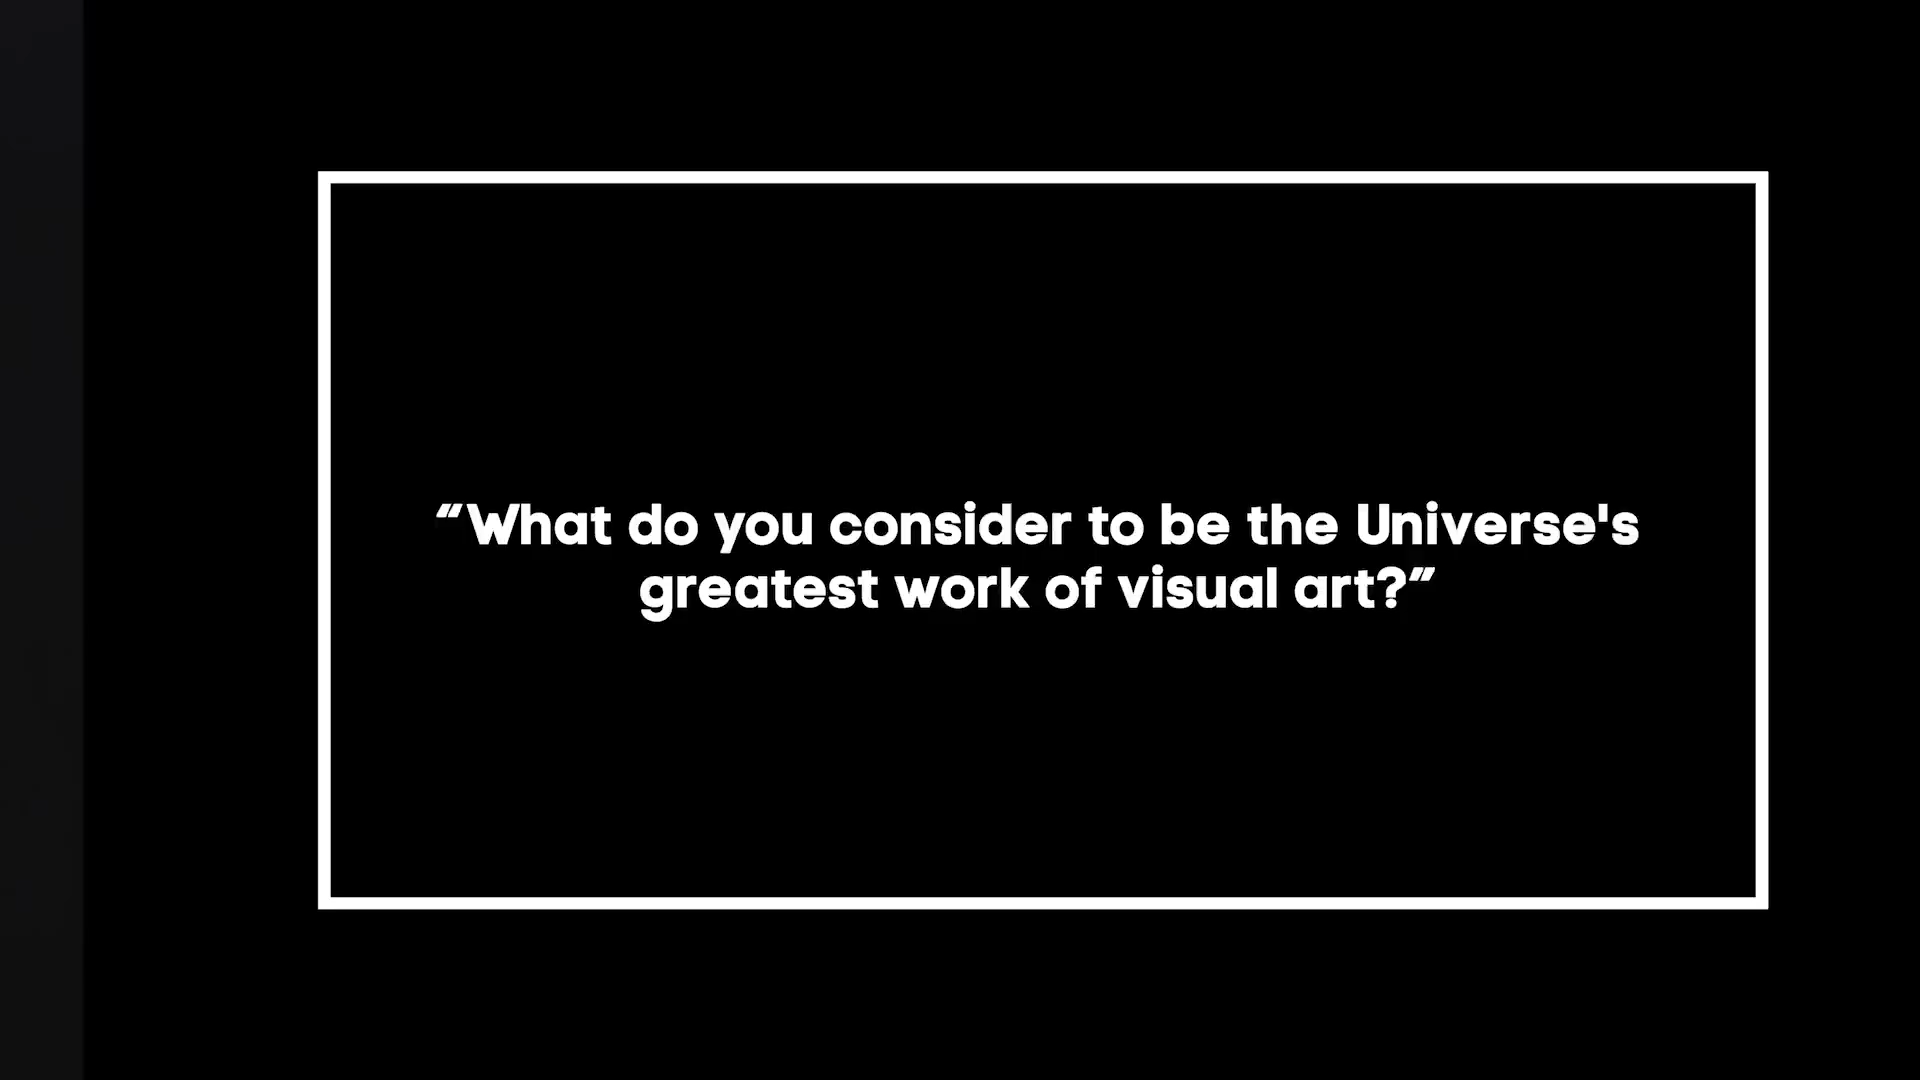 “What do you consider to be the Universe's
greatest work of visual art?”